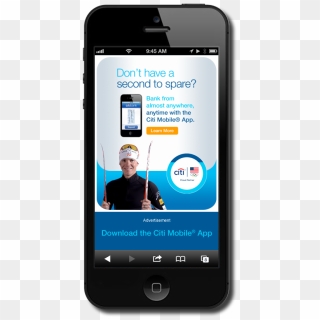 9:45 AM
Don't have a
second to spare?
Bank from
almost anywhere,
anytime with the
Citi Mobile® App.
Learn More
citi
Advertisement
Download the Citi Mobile® App